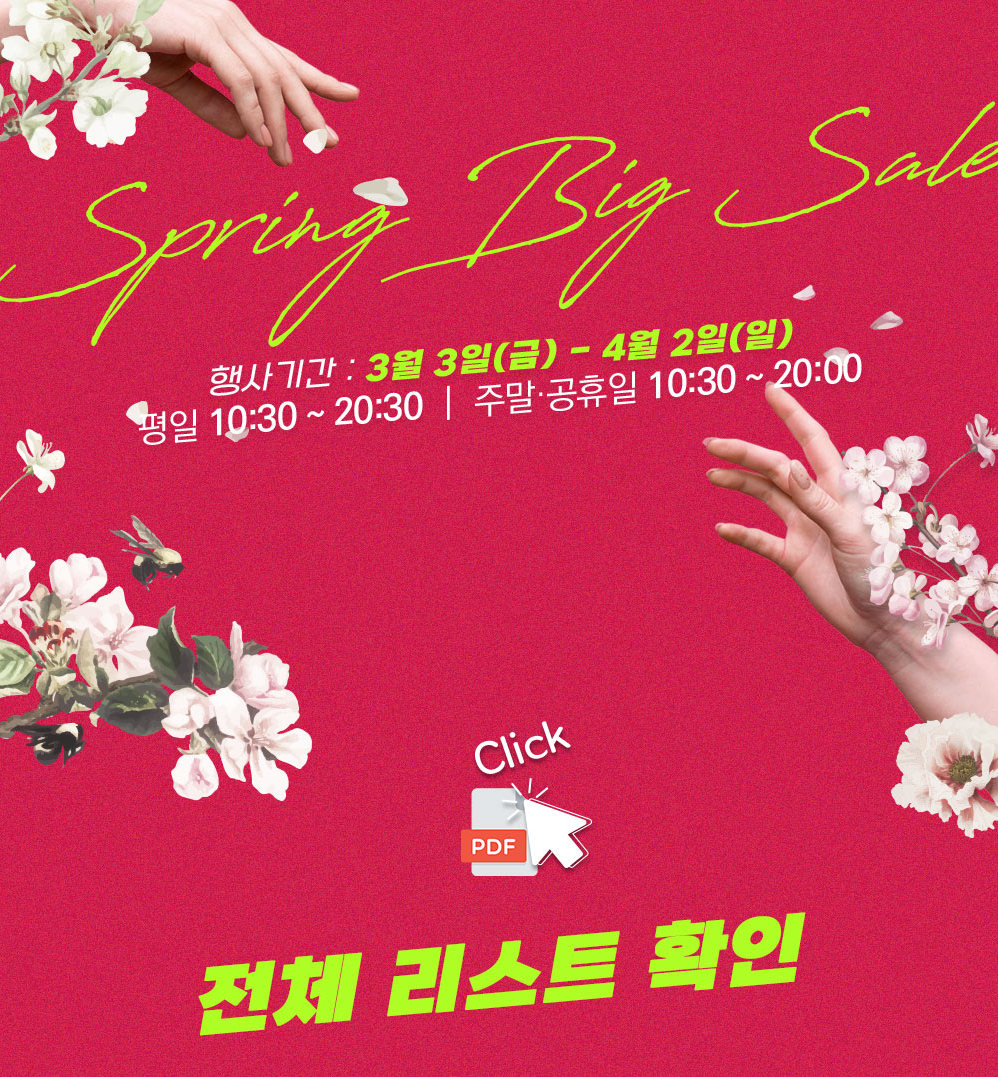 Spring Big Sale
행사기간 : 3월 3일(금) - 4월 2일(일)
평일 10:30 ~ 20:30 | 주말·공휴일 10:30 ~ 20:00
Click
PDF
전체 리스트 확인